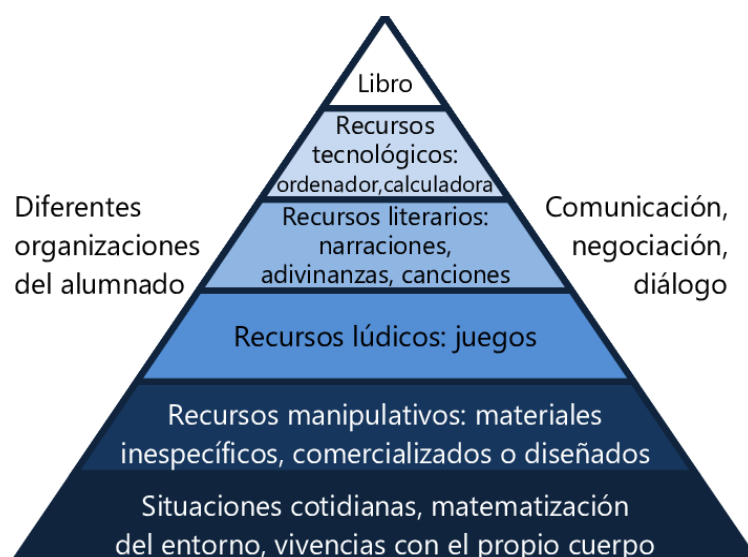 Libro
Recursos
tecnológicos:
ordenador,calculadora
Diferentes
organizaciones
del alumnado
Recursos literarios:
narraciones,
adivinanzas, canciones
Comunicación,
negociación,
diálogo
Recursos lúdicos: juegos
Recursos manipulativos: materiales
inespecíficos, comercializados o diseñados
Situaciones cotidianas, matematización
del entorno, vivencias con el propio cuerpo